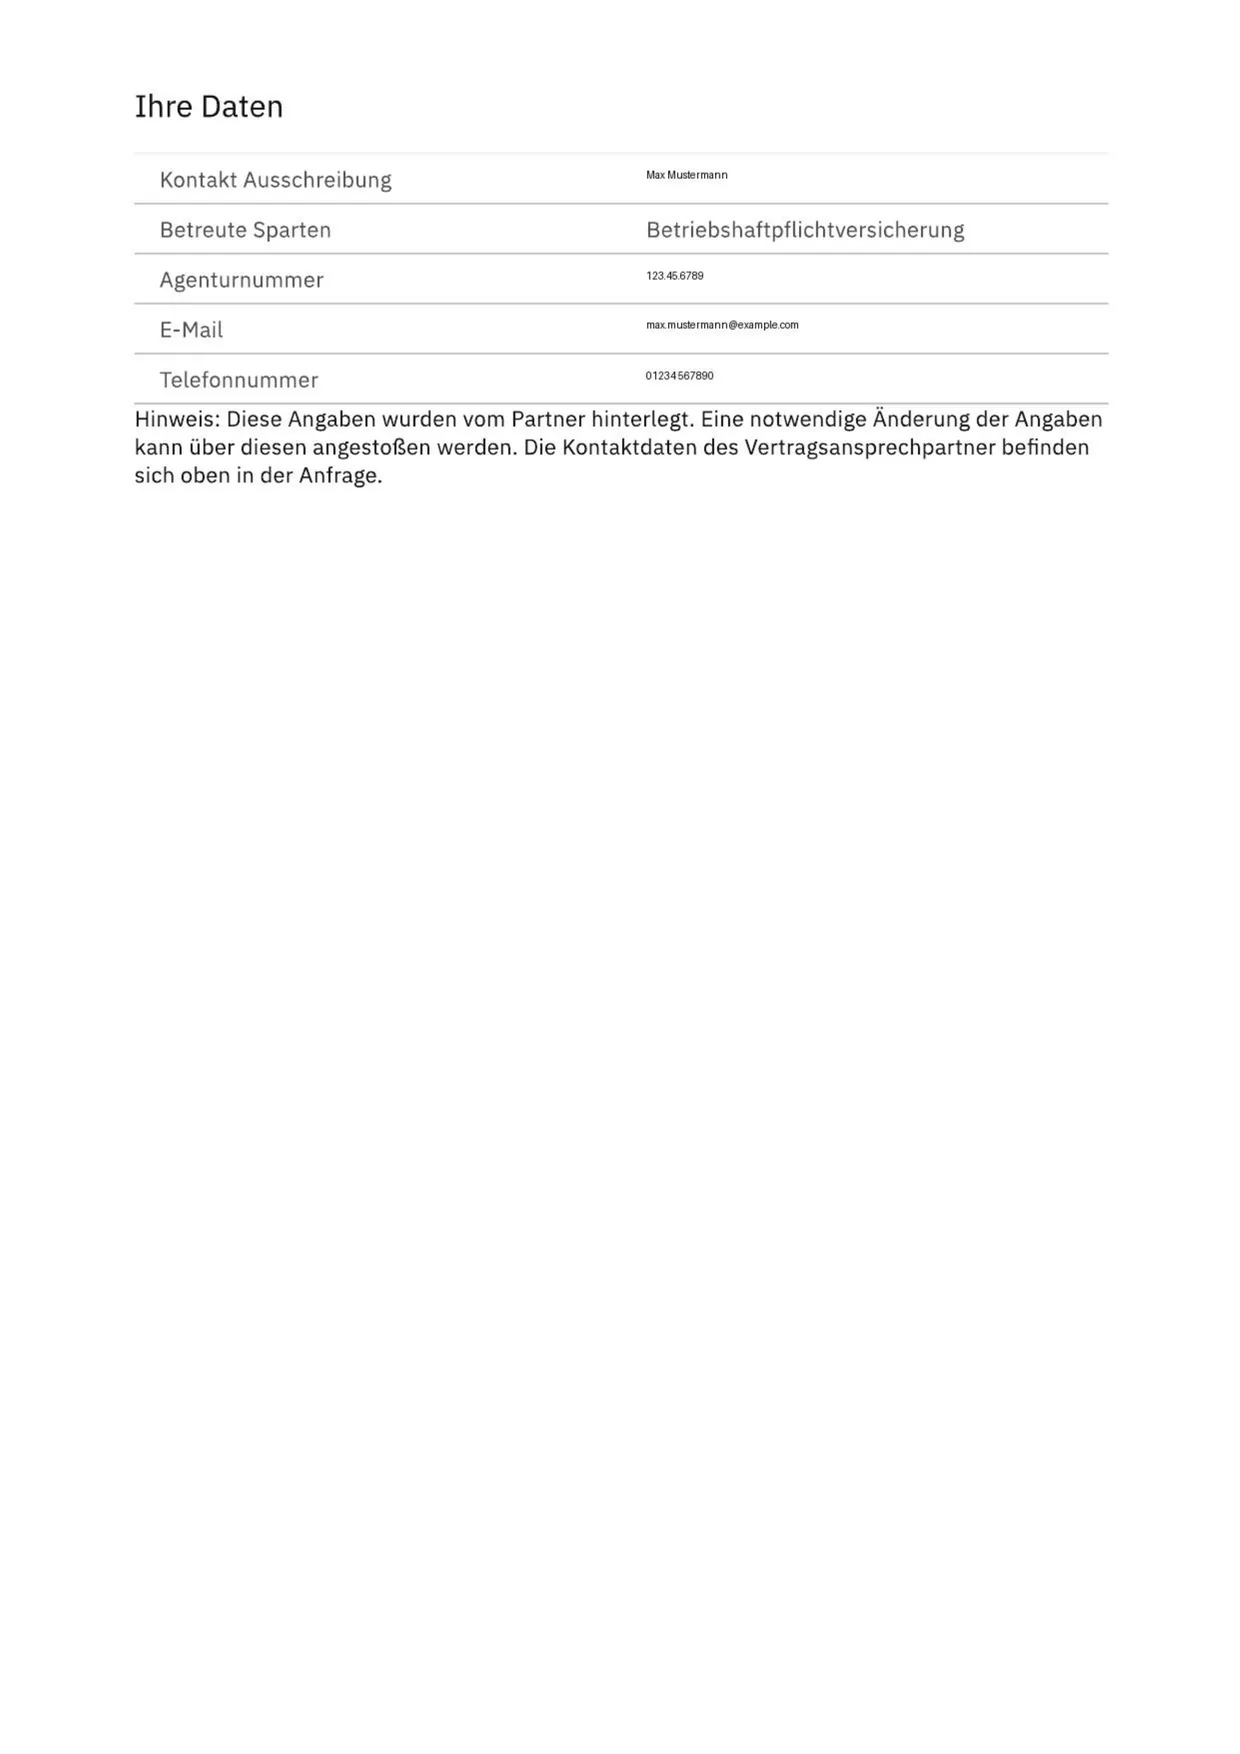 Ihre Daten
Kontakt Ausschreibung Max Mustermann
Betreute Sparten Betriebshaftpflichtversicherung
Agenturnummer 123.45.6789
E-Mail max.mustermann@example.com
Telefonnummer 01234567890
Hinweis: Diese Angaben wurden vom Partner hinterlegt. Eine notwendige Änderung der Angaben
kann über diesen angestoßen werden. Die Kontaktdaten des Vertragsansprechpartner befinden
sich oben in der Anfrage.